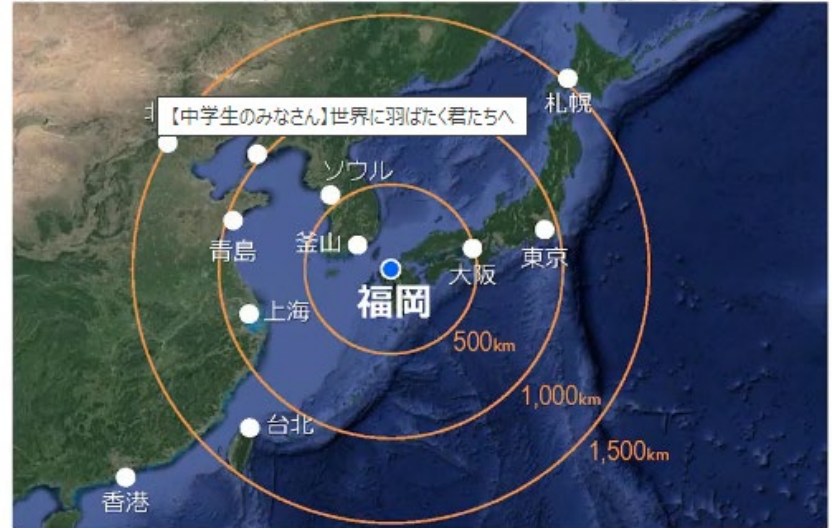 札幌
【中学生のみなさん】世界に羽ばたく君たちへ
ソウル
青島
釜山
大阪
東京
福岡
上海
500km
1,000km
台北
1,500km
香港